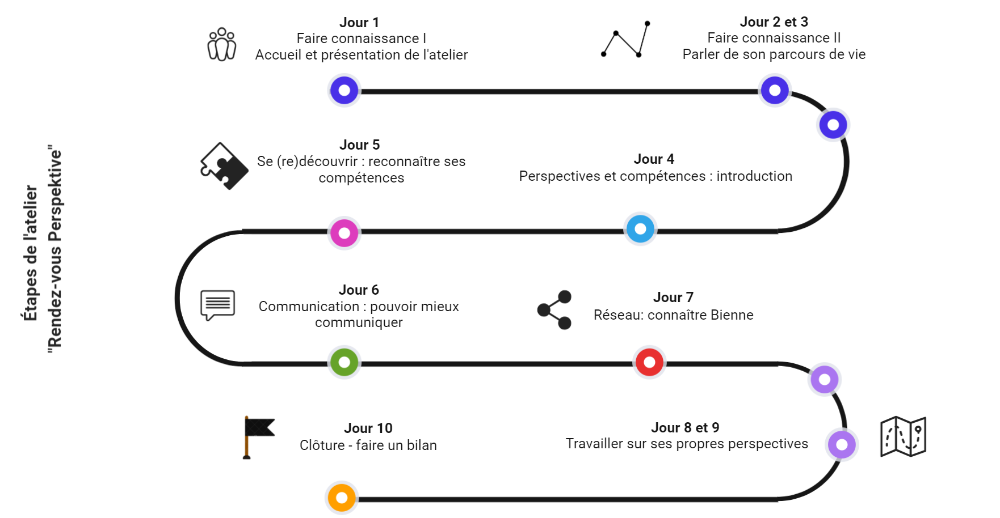 Étapes de l'atelier
"Rendez-vous Perspektive"
Jour 1
Faire connaissance I
Accueil et présentation de l'atelier
Jour 2 et 3
Faire connaissance II
Parler de son parcours de vie
Jour 4
Perspectives et compétences : introduction
Jour 5
Se (re)découvrir : reconnaître ses
compétences
Jour 6
Communication : pouvoir mieux
communiquer
Jour 7
Réseau: connaître Bienne
Jour 8 et 9
Travailler sur ses propres perspectives
Jour 10
Clôture - faire un bilan